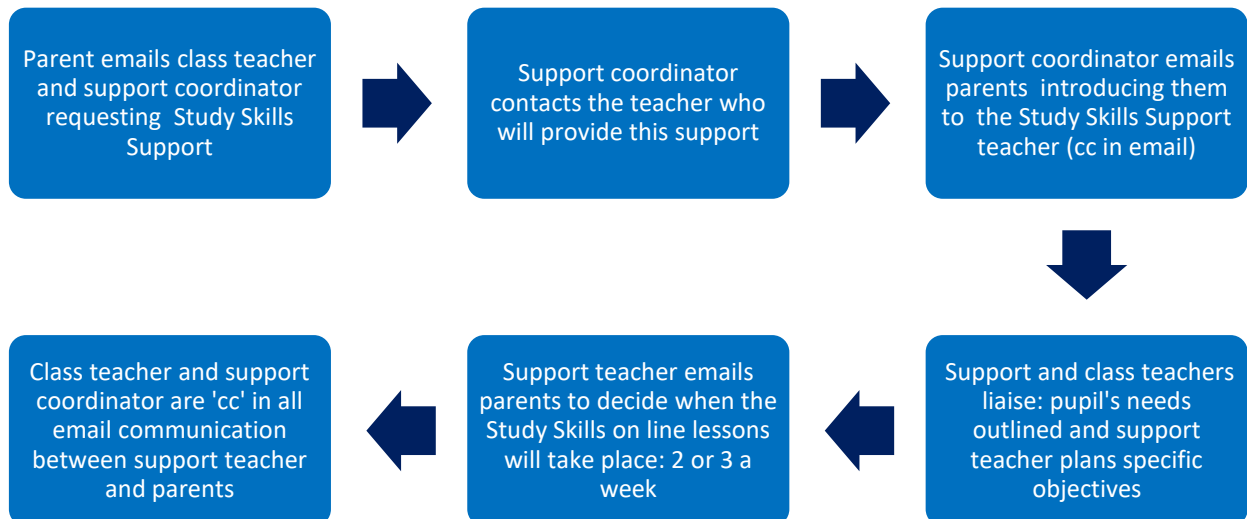 Parent emails class teacher
and support coordinator
requesting  Study Skills
Support
Support coordinator
contacts the teacher who
will provide this support
Support coordinator emails
parents  introducing them
to  the Study Skills Support
teacher (cc in email)
Support and class teachers
liaise: pupil's needs
outlined and support
teacher plans specific
objectives
Support teacher emails
parents to decide when the
Study Skills on line lessons
will take place: 2 or 3 a
week
Class teacher and support
coordinator are 'cc' in all
email communication
between support teacher
and parents